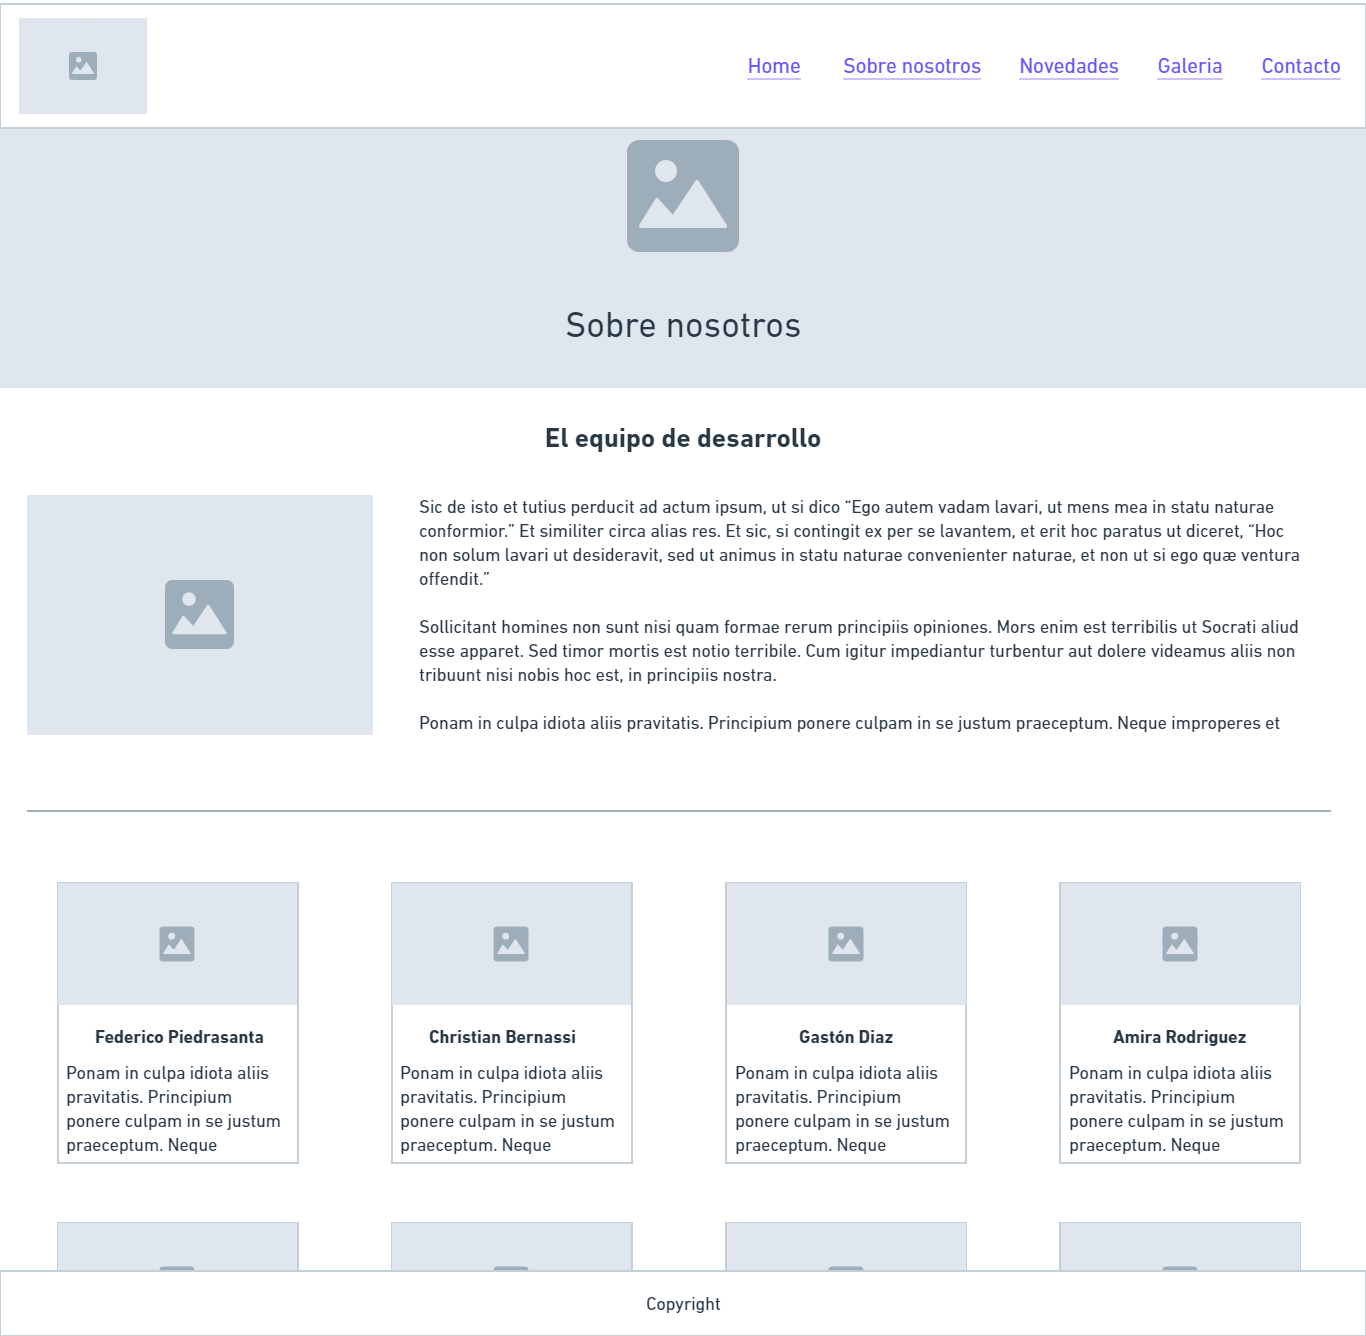 Home Sobre nosotros Novedades Galeria Contacto
Sobre nosotros
El equipo de desarrollo
Sic de isto et tutius perducit ad actum ipsum, ut si dico “Ego autem vadam lavari, ut mens mea in statu naturae
conformior.” Et similiter circa alias res. Et sic, si contingit ex per se lavantem, et erit hoc paratus ut diceret, “Hoc
non solum lavari ut desideravit, sed ut animus in statu naturae convenienter naturae, et non ut si ego quæ ventura
offendit.”
Sollicitant homines non sunt nisi quam formae rerum principiis opiniones. Mors enim est terribilis ut Socrati aliud
esse apparet. Sed timor mortis est notio terribile. Cum igitur impediantur turbentur aut dolere videamus aliis non
tribuunt nisi nobis hoc est, in principiis nostra.
Ponam in culpa idiota aliis pravitatis. Principium ponere culpam in se justum praeceptum. Neque improperes et
Federico Piedrasanta
Ponam in culpa idiota aliis
pravitatis. Principium
ponere culpam in se justum
praeceptum. Neque
Christian Bernassi
Ponam in culpa idiota aliis
pravitatis. Principium
ponere culpam in se justum
praeceptum. Neque
Gastón Diaz
Ponam in culpa idiota aliis
pravitatis. Principium
ponere culpam in se justum
praeceptum. Neque
Amira Rodriguez
Ponam in culpa idiota aliis
pravitatis. Principium
ponere culpam in se justum
praeceptum. Neque
Copyright